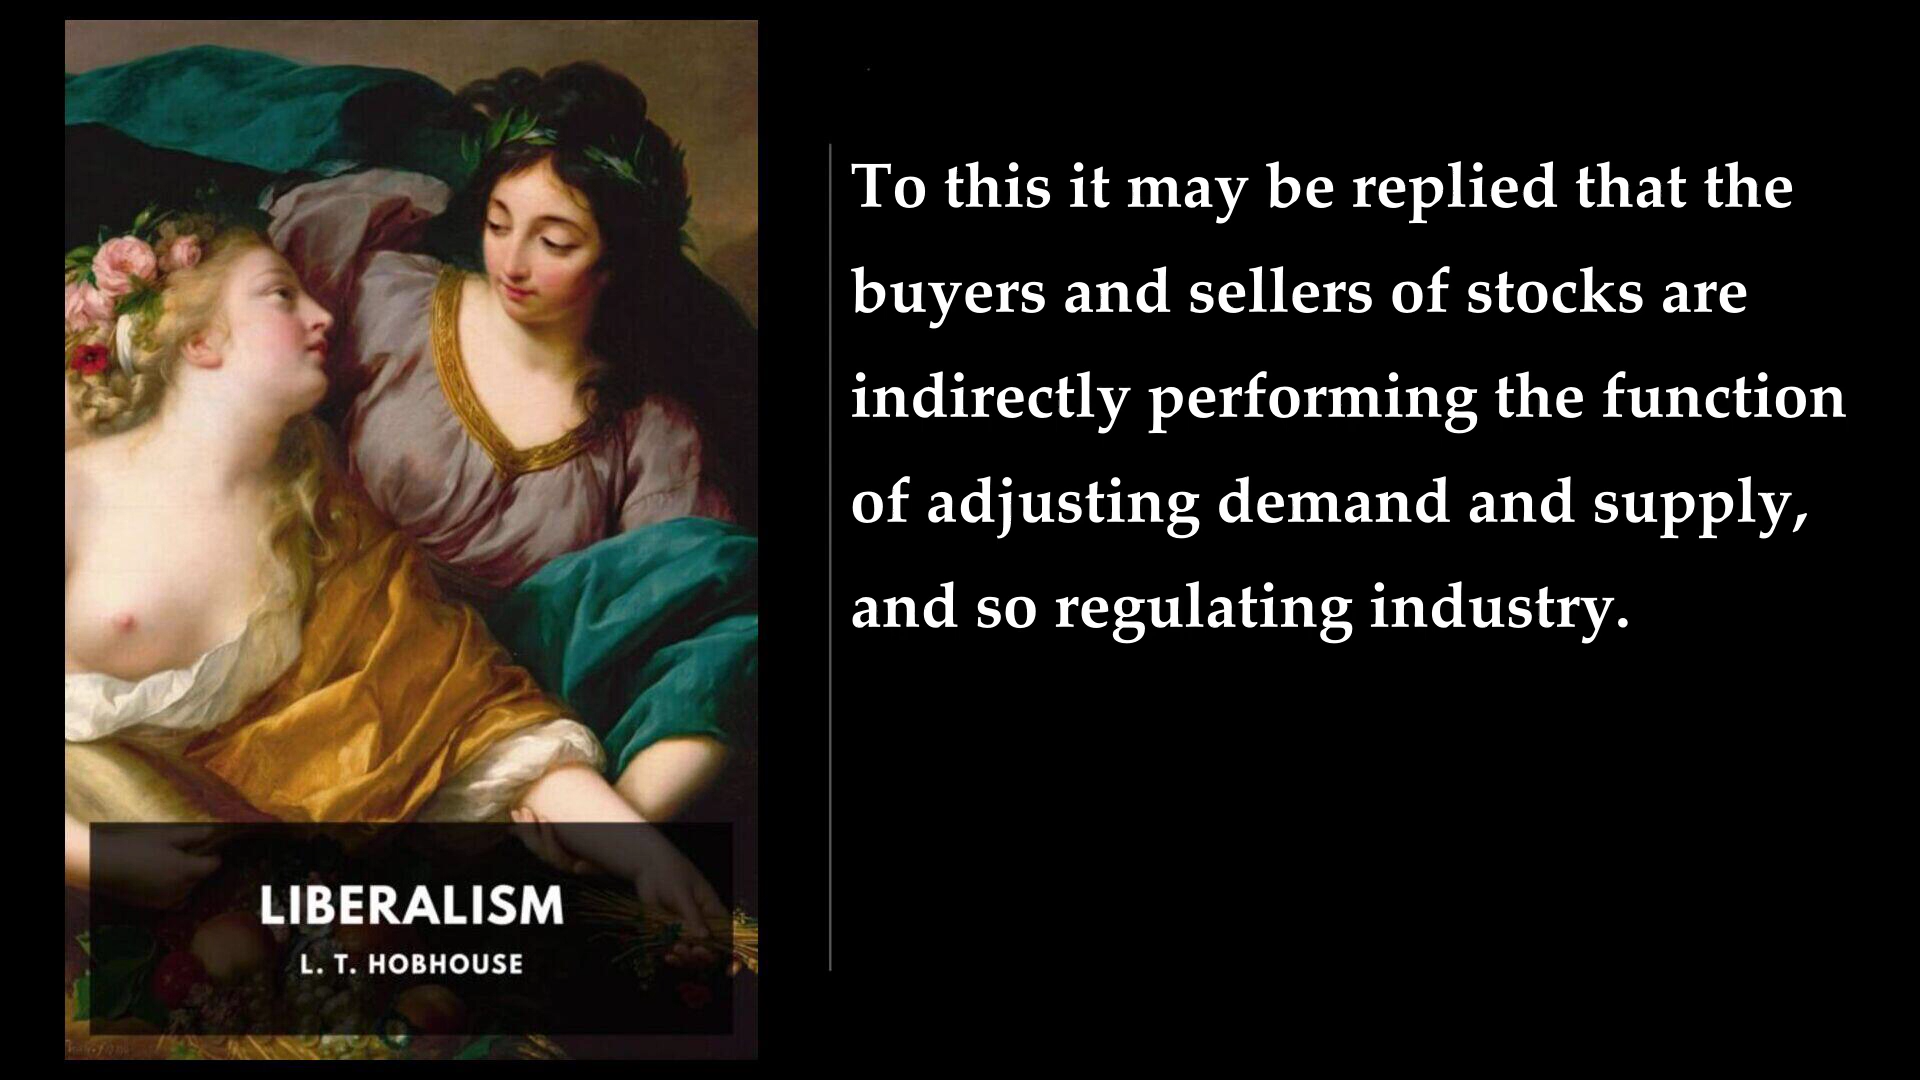 To this it may be replied that the
buyers and sellers of stocks are
indirectly performing the function
of adjusting demand and supply,
and so regulating industry.
LIBERALISM
L. T. HOBHOUSE